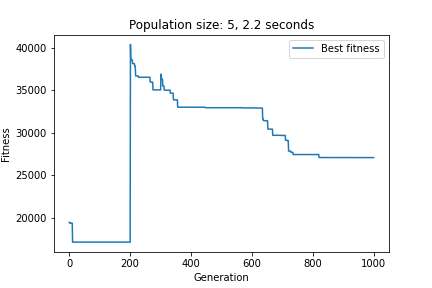 Population size: 5, 2.2 seconds
Best fitness
40000
35000
30000
25000
20000
Fitness
0 200 400 600 800 1000
Generation